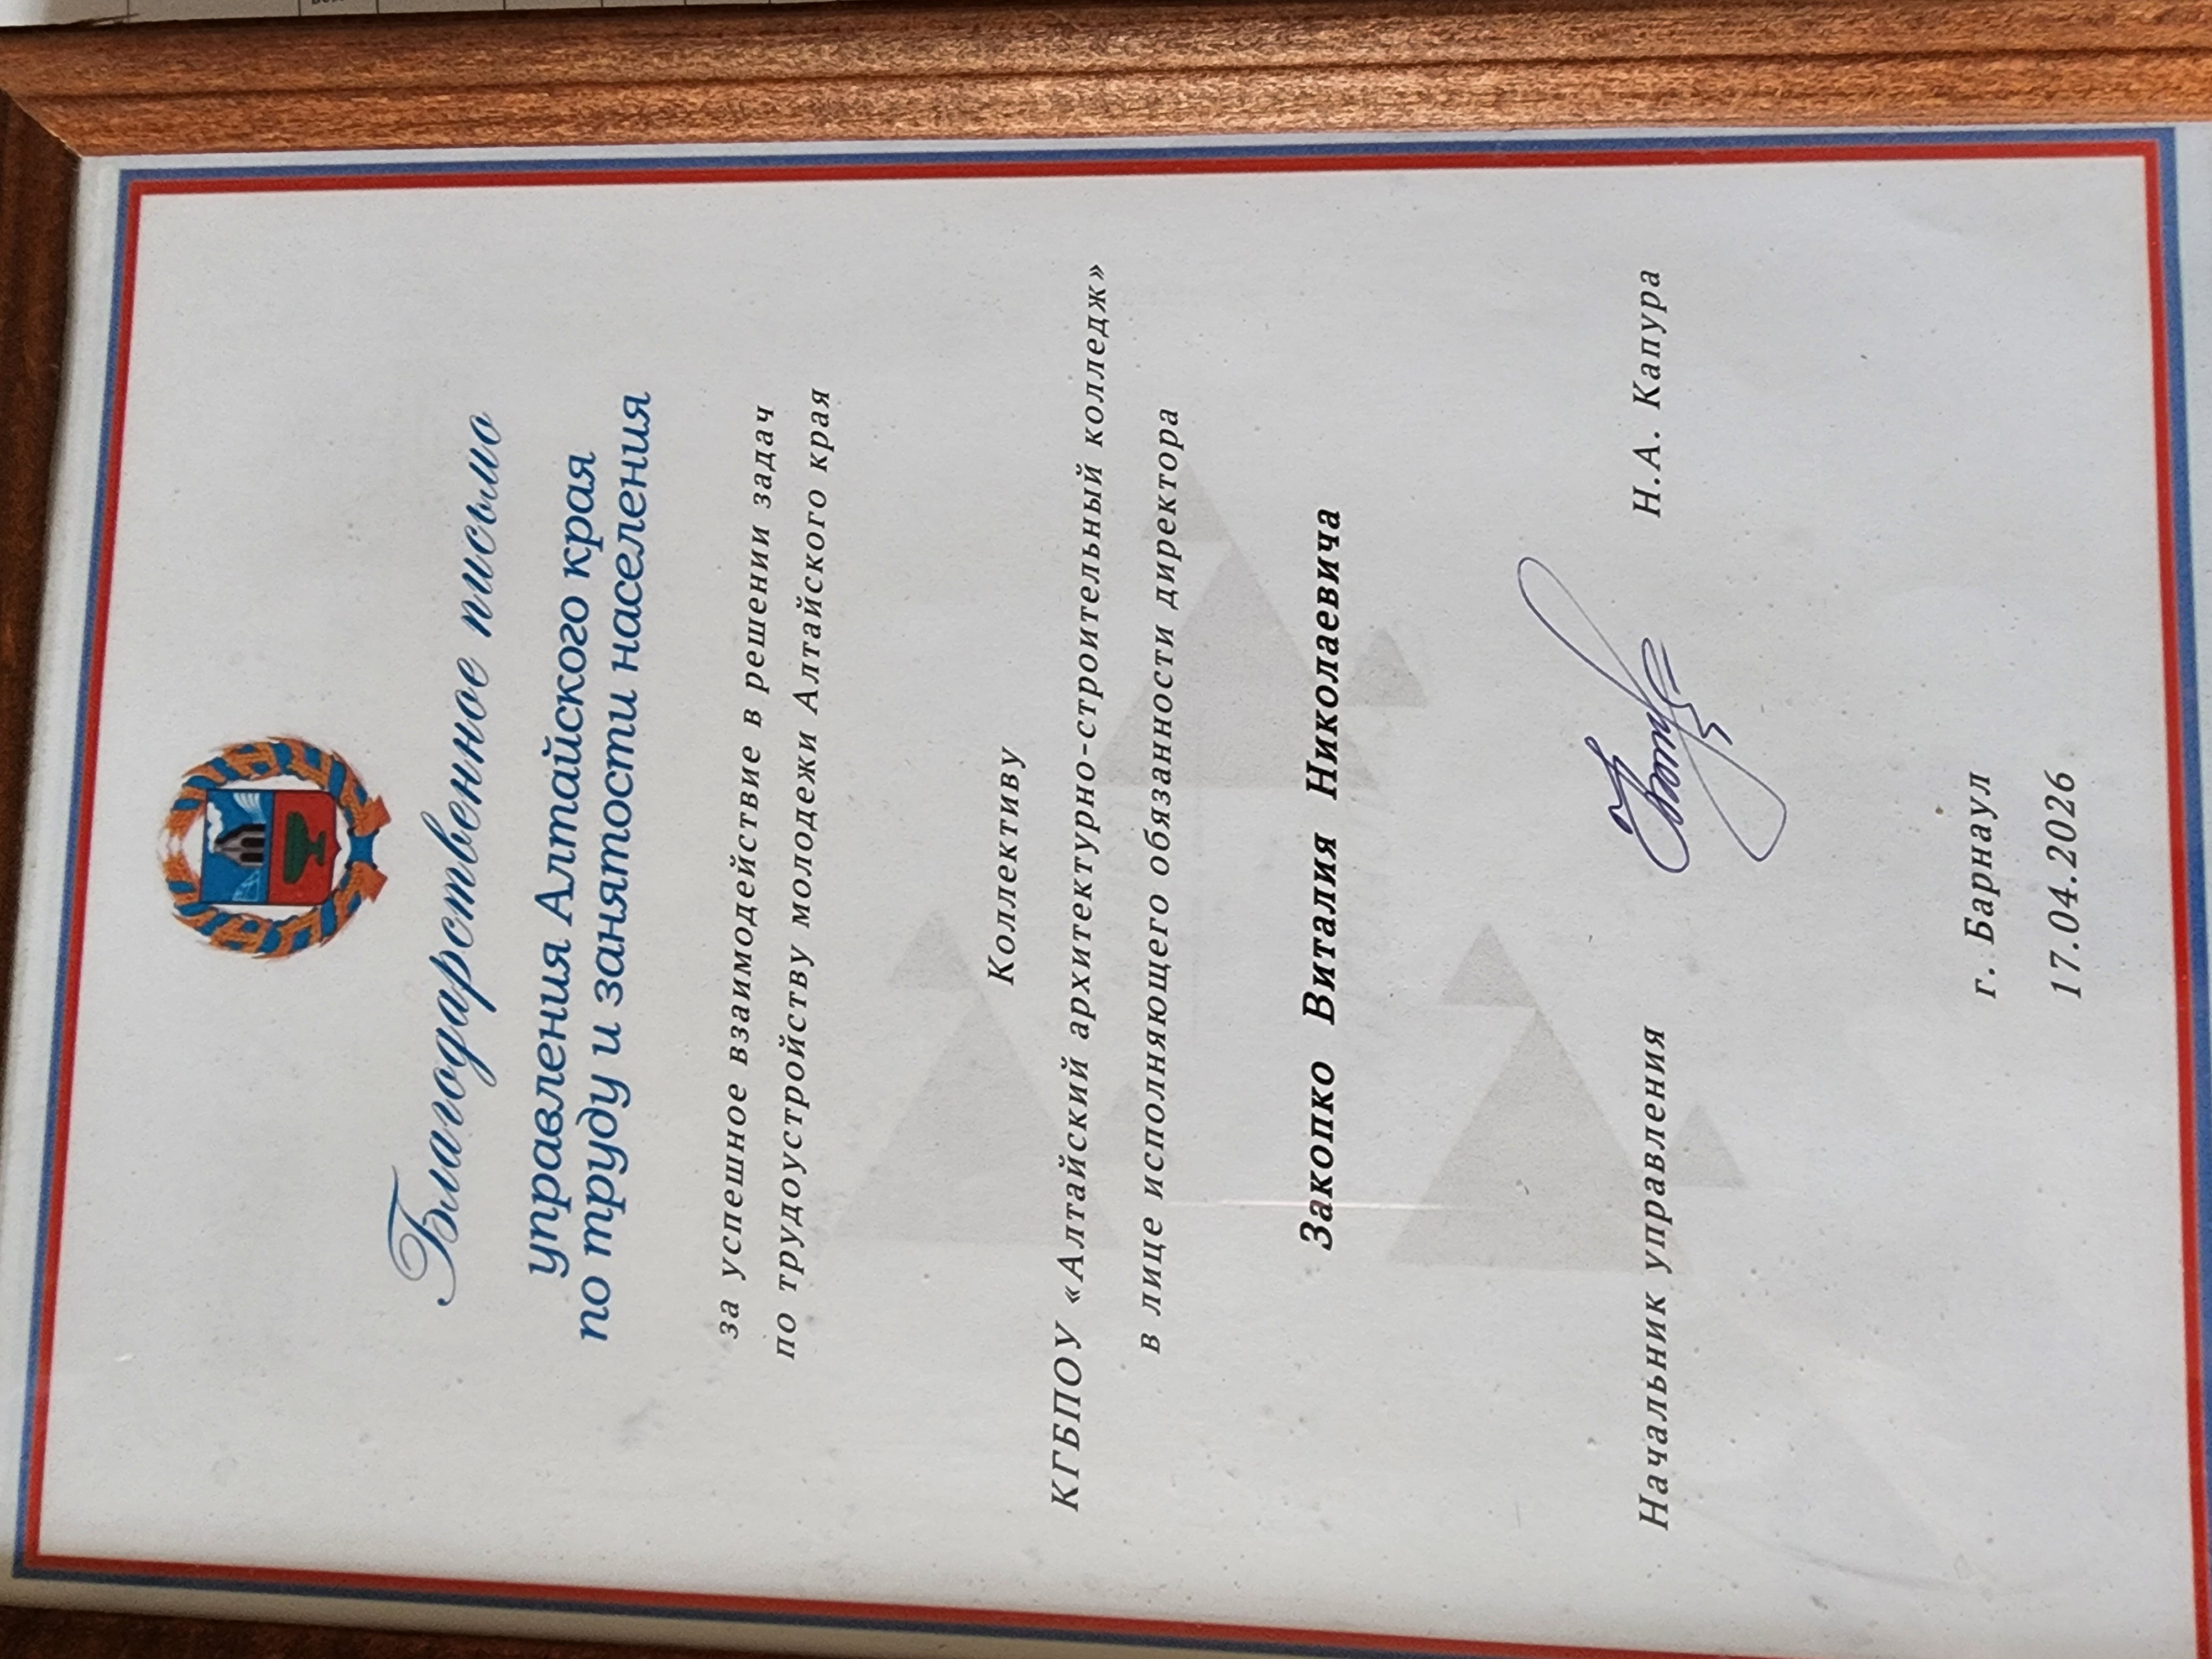 Благодарственное письмо
управления Алтайского края
по труду и занятости населения
за успешное взаимодействие в решении задач
по трудоустройству молодежи Алтайского края
Коллективу
КГБПОУ «Алтайский архитектурно-строительный колледж»
в лице исполняющего обязанности директора
Закопко Виталия Николаевича
Начальник управления Н.А. Капура
г. Барнаул
17.04.2026